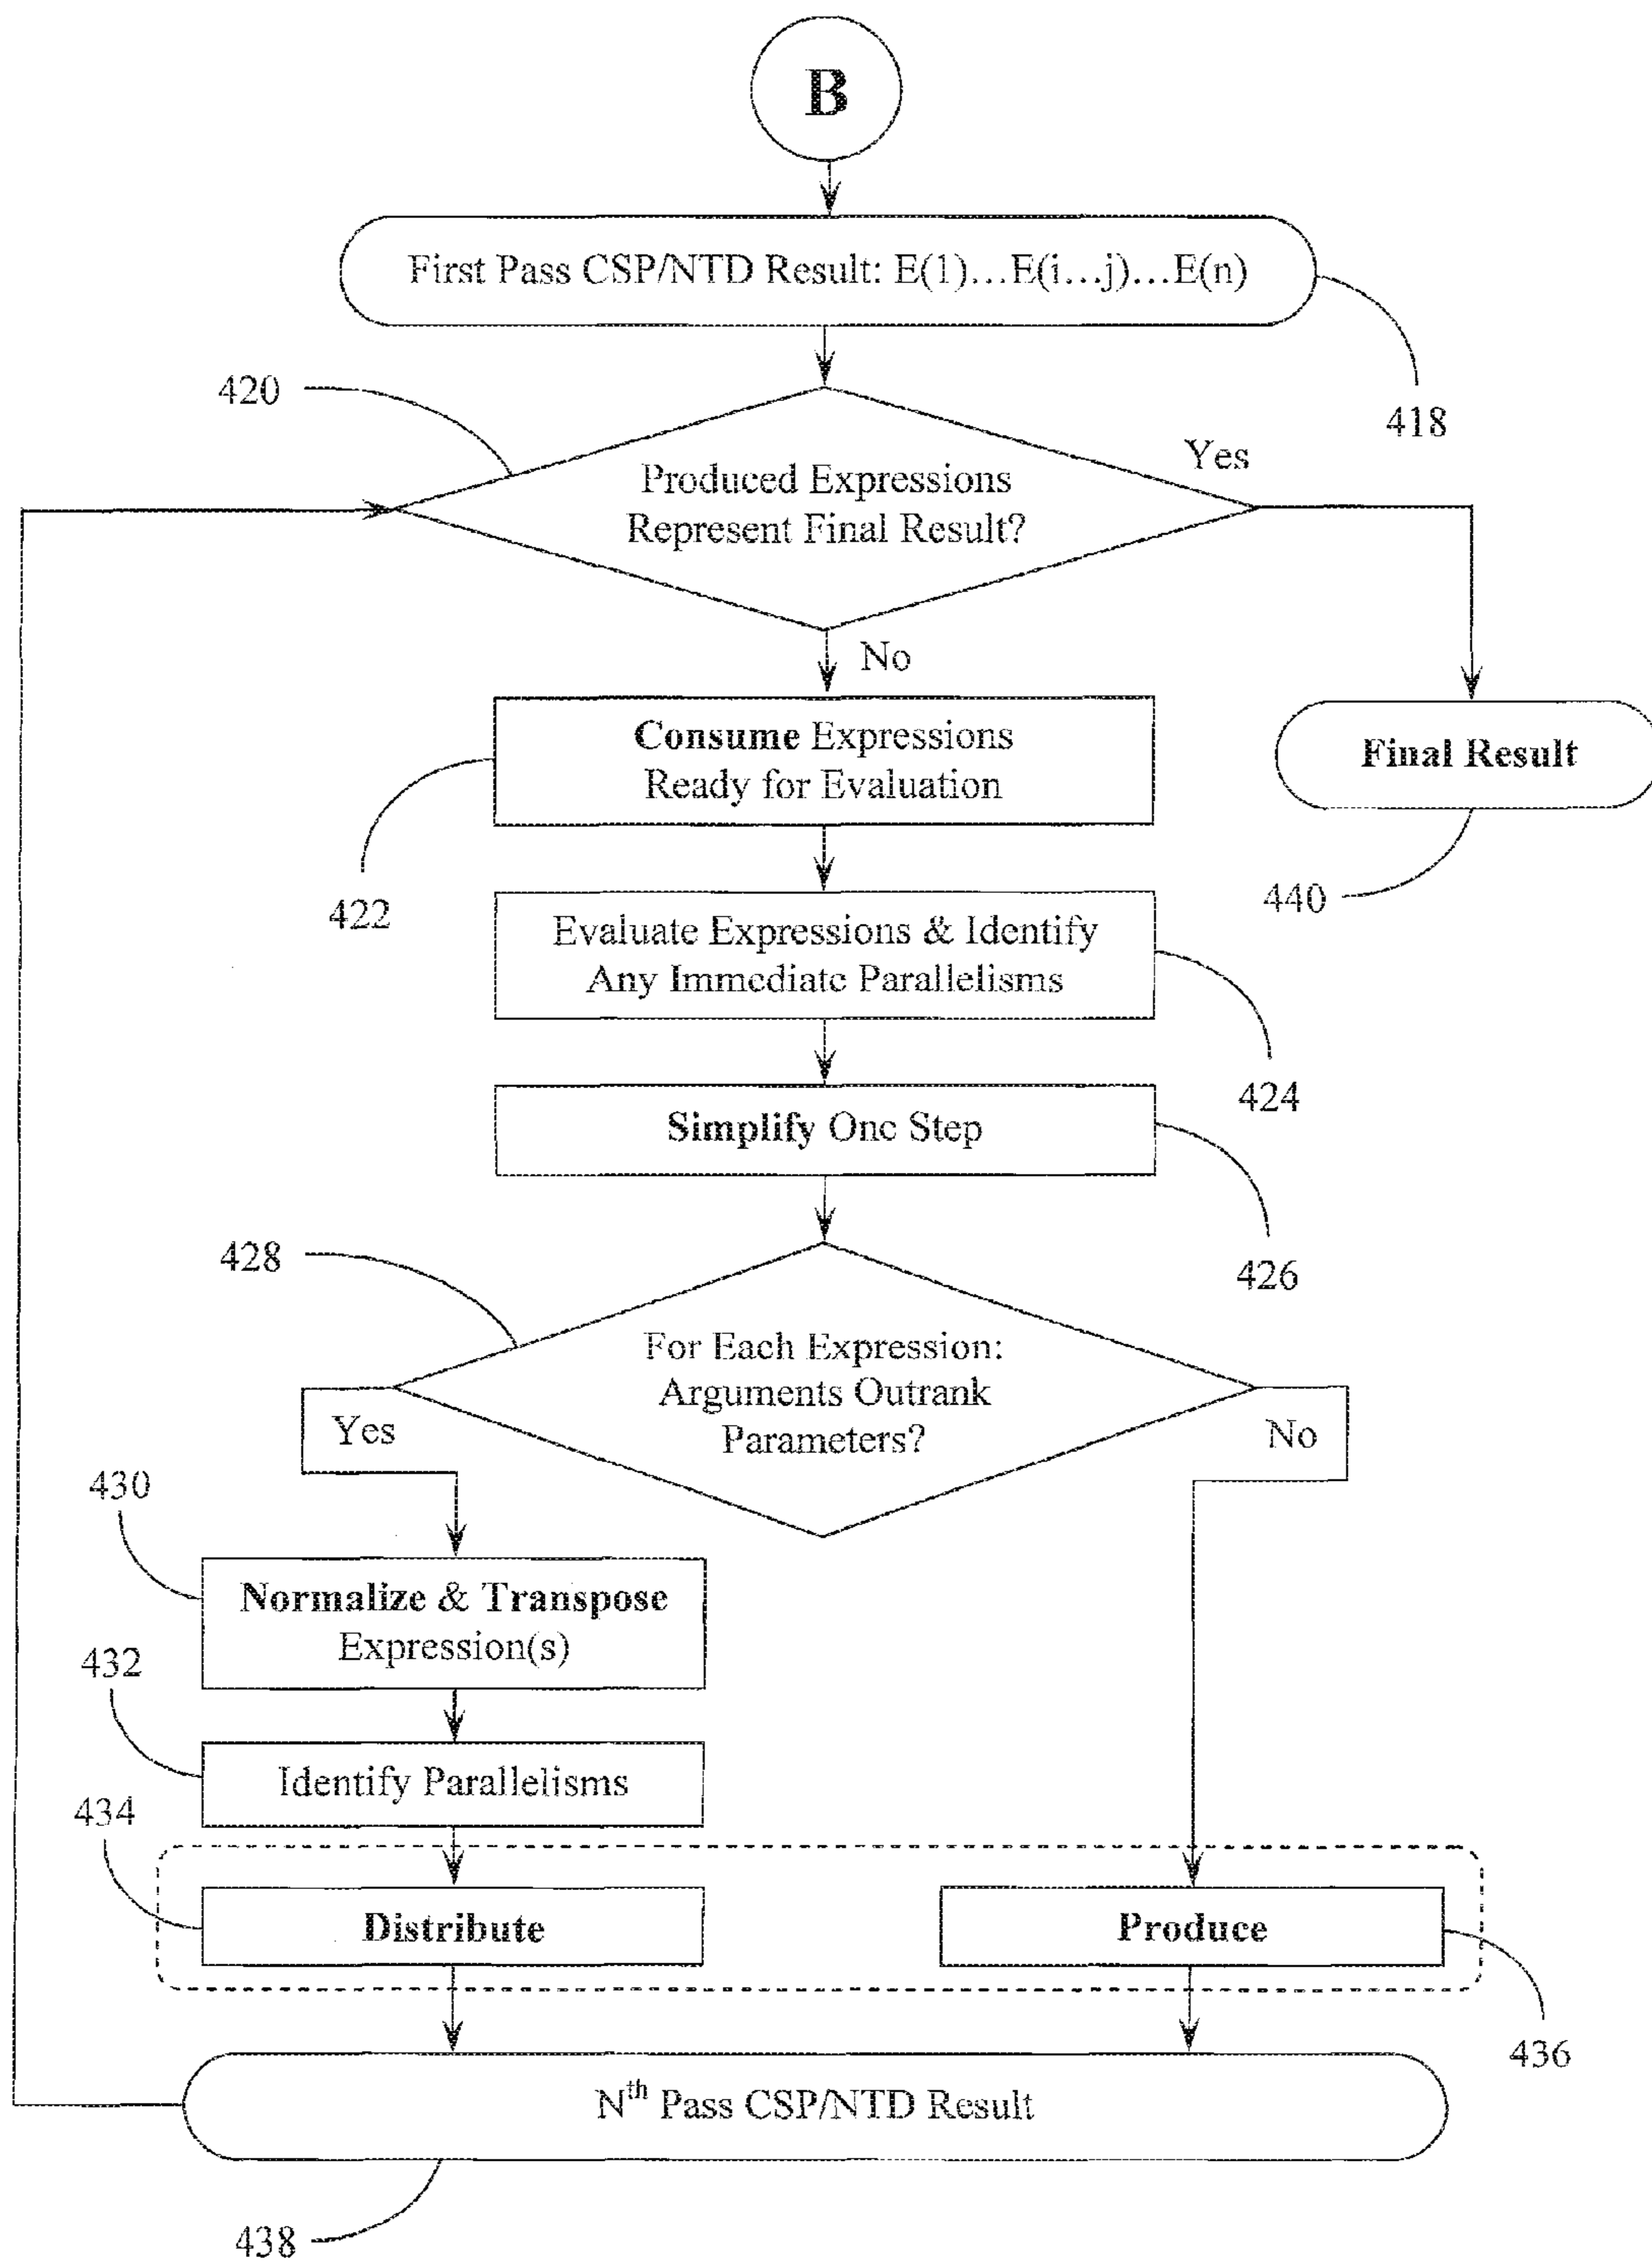 B
First Pass CSP/NTD Result: E(1)...E(i...j)...E(n)
420
418
Yes
Produced Expressions
Represent Final Result?
No
Consume Expressions
Ready for Evaluation
Final Result
422
440
Evaluate Expressions & Identify
Any Immediate Parallelisms
424
Simplify One Step
428
426
For Each Expression:
Arguments Outrank
Parameters?
Yes
No
430
Normalize & Transpose
Expression(s)
432
Identify Parallelisms
434
Distribute
Produce
436
Nth Pass CSP/NTD Result
438